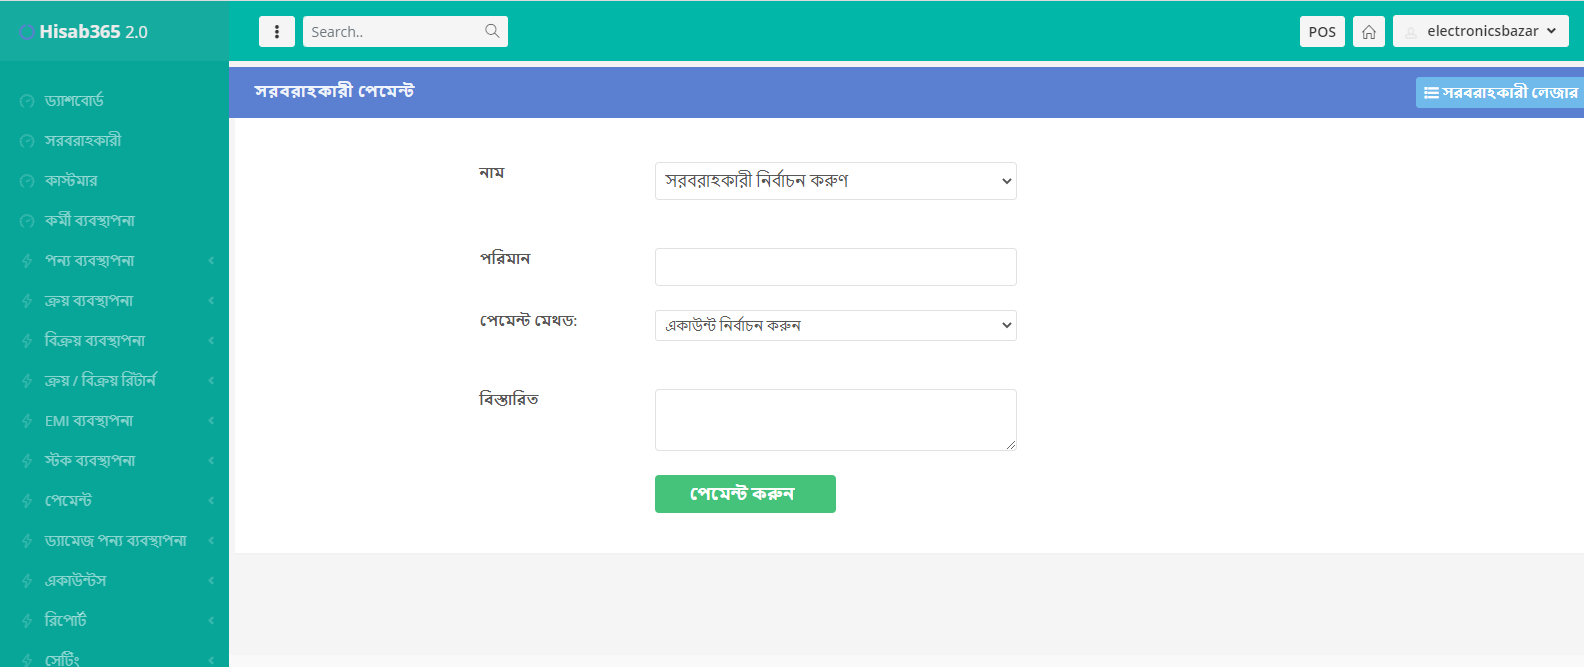 Hisab365 2.0
Search..
POS
electronicsbazar
সরবরাহকারী পেমেন্ট
সরবরাহকারী লেজার
ড্যাশবোর্ড
সরবরাহকারী
কাস্টমার
কর্মী ব্যবস্থাপনা
পন্য ব্যবস্থাপনা
ক্রয় ব্যবস্থাপনা
বিক্রয় ব্যবস্থাপনা
ক্রয় / বিক্রয় রিটার্ন
EMI ব্যবস্থাপনা
স্টক ব্যবস্থাপনা
পেমেন্ট
ড্যামেজ পন্য ব্যবস্থাপনা
একাউন্টস
রিপোর্ট
সেটিং
নাম
সরবরাহকারী নির্বাচন করুণ
পরিমান
পেমেন্ট মেথড:
একাউন্ট নির্বাচন করুন
বিস্তারিত
পেমেন্ট করুন